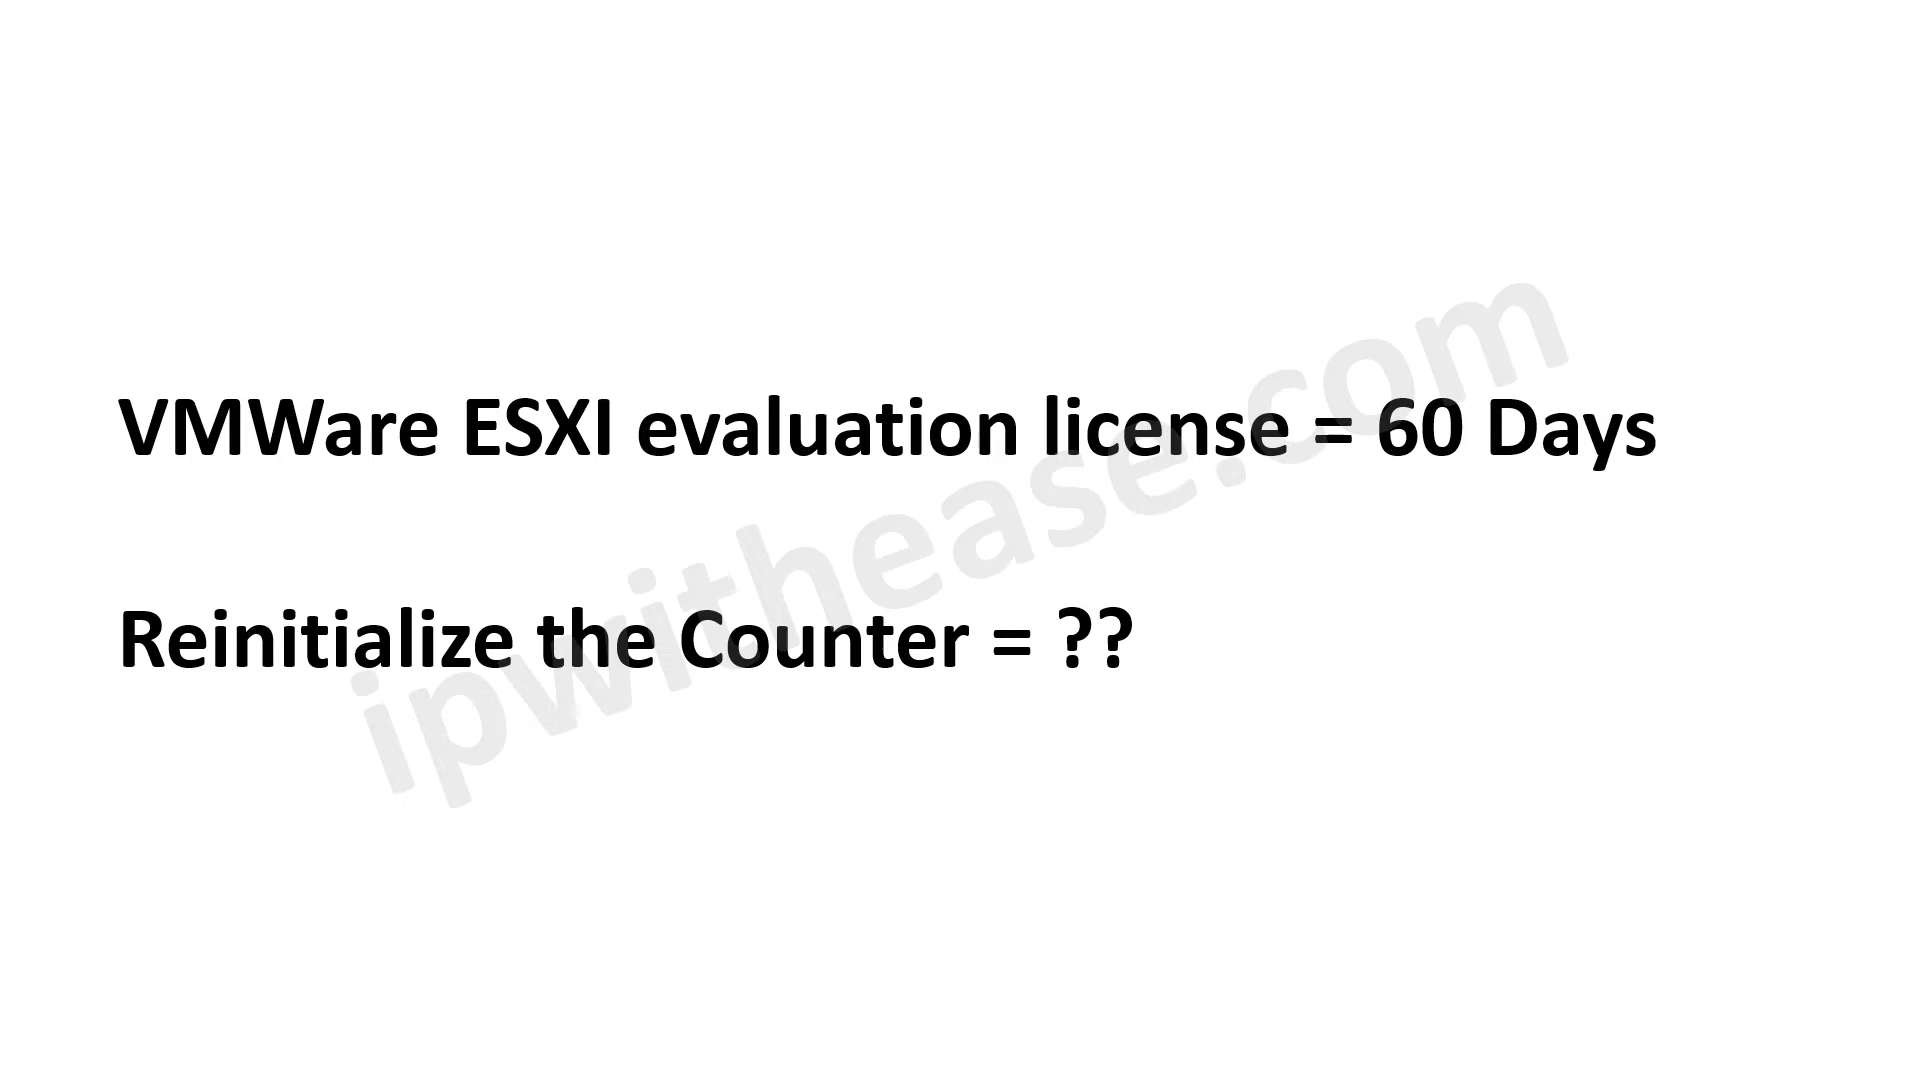 VMWare ESXI evaluation license = 60 Days
Reinitialize the Counter = ??
ipwithease.com